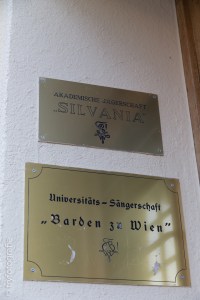 AKADEMISCHE SÄNGERSCHAFT
„SILVANIA"
Universitäts-Sängerschaft
„Barden zu Wien"